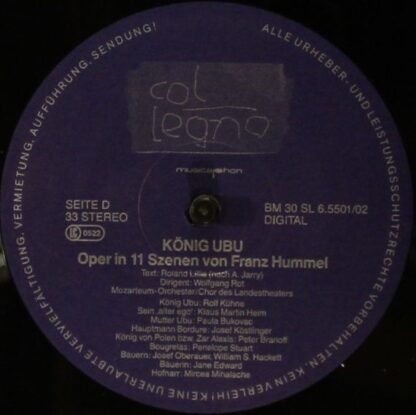 ALLE URHEBER- UND LEISTUNGSSCHUTZRECHTE VORBEHALTEN. KEIN VERLEIH! KEINE UNERLAUBTE VERVIELFÄLTIGUNG, VERMIETUNG, AUFFÜHRUNG, SENDUNG!
col
legno
musicaphon
SEITE D
33 STEREO
BM 30 SL 6.5501/02
DIGITAL
0522
KÖNIG UBU
Oper in 11 Szenen von Franz Hummel
Text: Roland Lillie (nach A. Jarry)
Dirigent: Wolfgang Rot
Mozarteum-Orchester/Chor des Landestheaters
König Ubu: Rolf Kühne
Sein „alter ego“: Klaus Martin Heim
Mutter Ubu: Paula Bukovac
Hauptmann Bordure: Josef Köstlinger
König von Polen bzw. Zar Alexis: Peter Branoff
Bougrelas: Penelope Stuart
Bauern: Josef Oberauer, William S. Hackett
Bäuerin: Jane Edward
Hofnarr: Mircea Mihalache